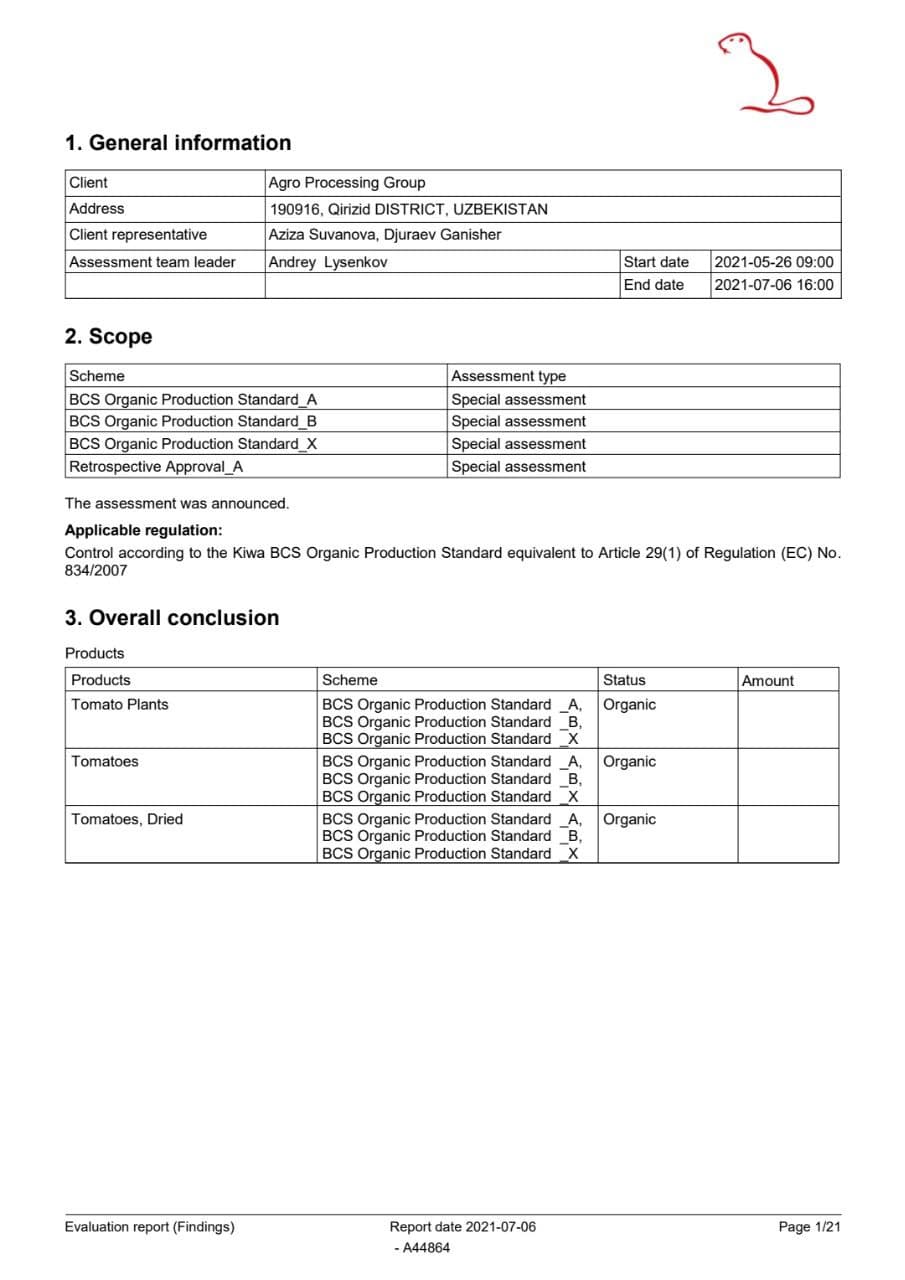 1. General information
Client Agro Processing Group
Address 190916, Qirizid DISTRICT, UZBEKISTAN
Client representative Aziza Suvanova, Djuraev Ganisher
Assessment team leader Andrey Lysenkov Start date 2021-05-26 09:00
End date 2021-07-06 16:00
2. Scope
Scheme Assessment type
BCS Organic Production Standard_A Special assessment
BCS Organic Production Standard_B Special assessment
BCS Organic Production Standard_X Special assessment
Retrospective Approval_A Special assessment
The assessment was announced.
Applicable regulation:
Control according to the Kiwa BCS Organic Production Standard equivalent to Article 29(1) of Regulation (EC) No.
834/2007
3. Overall conclusion
Products
Products Scheme Status Amount
Tomato Plants BCS Organic Production Standard _A, Organic
BCS Organic Production Standard _B,
BCS Organic Production Standard _X
Tomatoes BCS Organic Production Standard _A, Organic
BCS Organic Production Standard _B,
BCS Organic Production Standard _X
Tomatoes, Dried BCS Organic Production Standard _A, Organic
BCS Organic Production Standard _B,
BCS Organic Production Standard _X
Evaluation report (Findings) Report date 2021-07-06 Page 1/21
- A44864